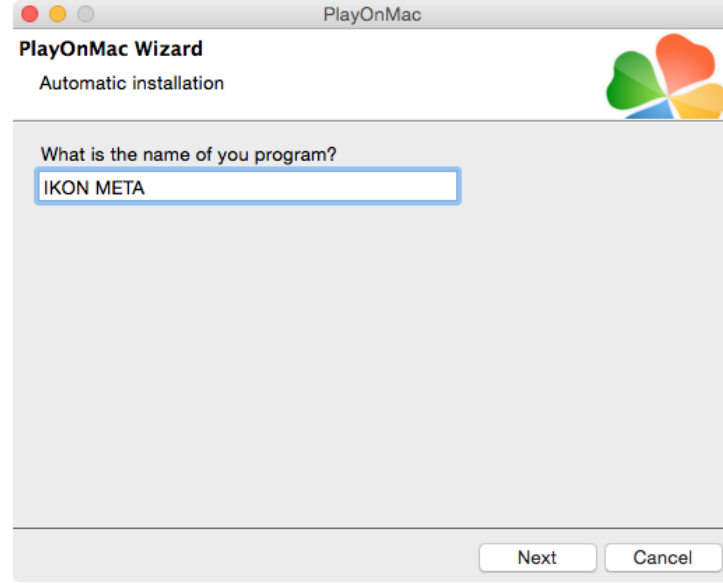 PlayOnMac
PlayOnMac Wizard
Automatic installation
What is the name of you program?
IKON META
Next
Cancel